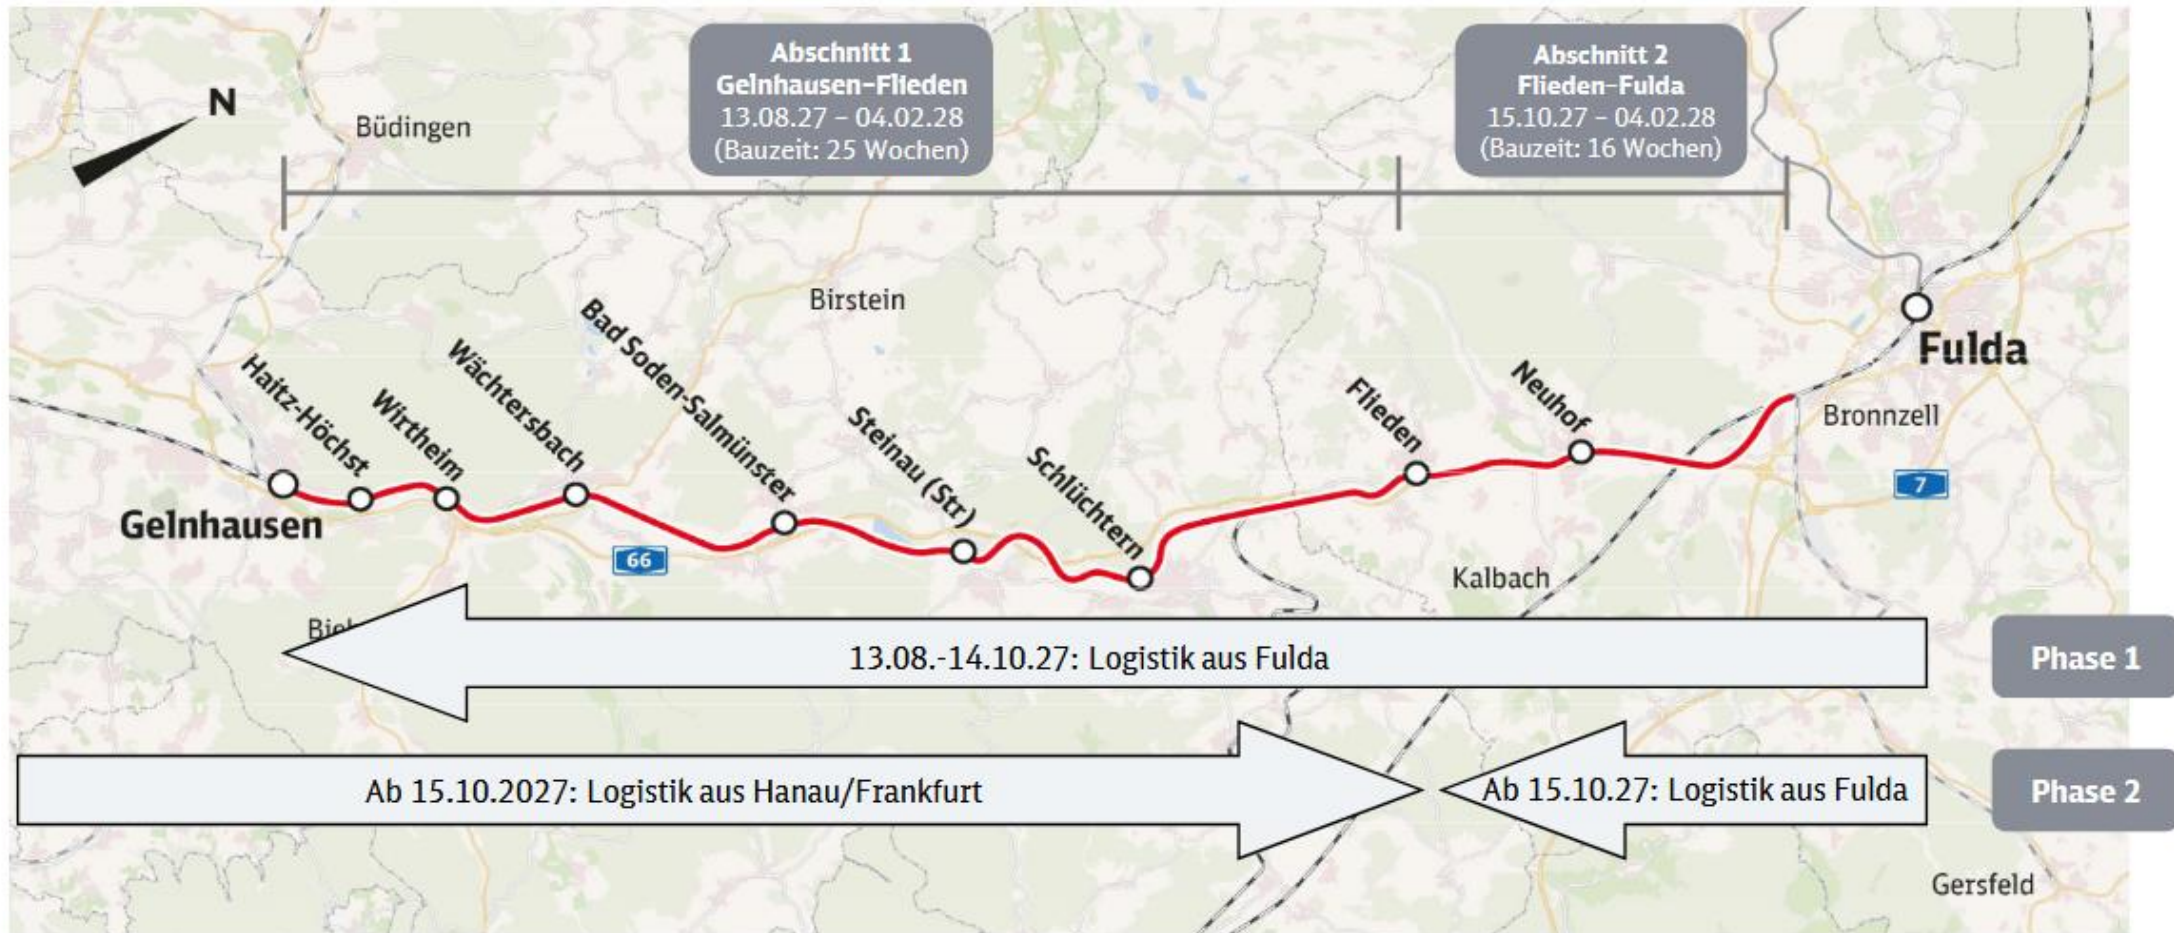 Abschnitt 1
Gelnhausen–Flieden
13.08.27 – 04.02.28
(Bauzeit: 25 Wochen)
Abschnitt 2
Flieden–Fulda
15.10.27 – 04.02.28
(Bauzeit: 16 Wochen)
N
Büdingen
Birstein
Fulda
Haitz-Höchst
Wirtheim
Wächtersbach
Bad Soden-Salmünster
Steinau (Str)
Schlüchtern
Flieden
Neuhof
Bronnzell
7
Gelnhausen
66
Kalbach
13.08.-14.10.27: Logistik aus Fulda
Phase 1
Ab 15.10.2027: Logistik aus Hanau/Frankfurt
Ab 15.10.27: Logistik aus Fulda
Phase 2
Gersfeld